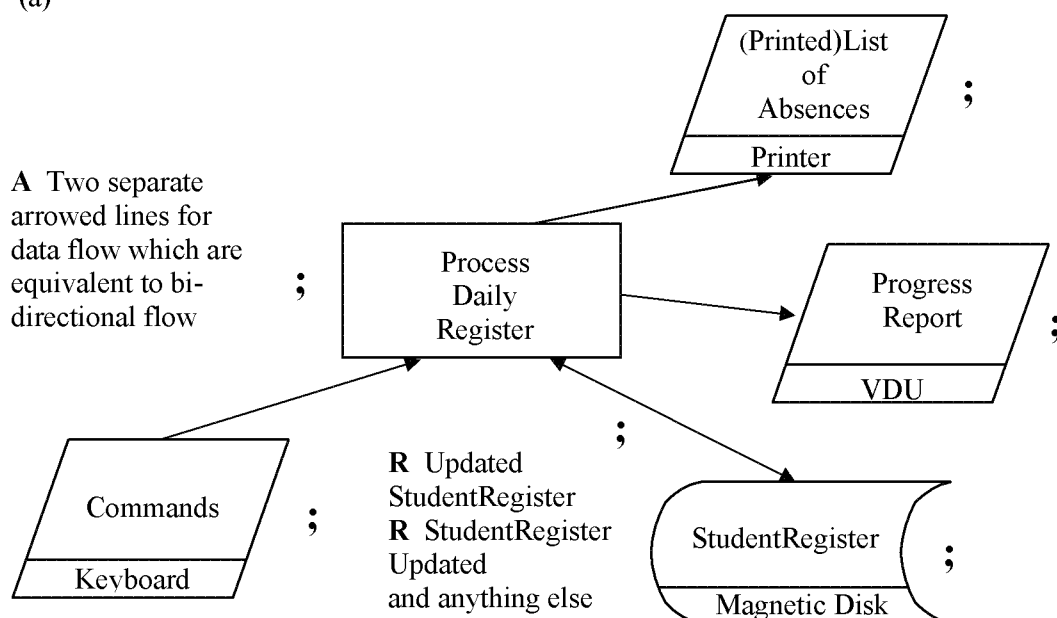 (a)
(Printed)List
of
Absences
;
Printer
A Two separate
arrowed lines for
data flow which are
equivalent to bi-
directional flow
;
Process
Daily
Register
Progress
Report
;
VDU
;
Commands
;
Keyboard
R Updated
StudentRegister
R StudentRegister
Updated
and anything else
StudentRegister
;
Magnetic Disk